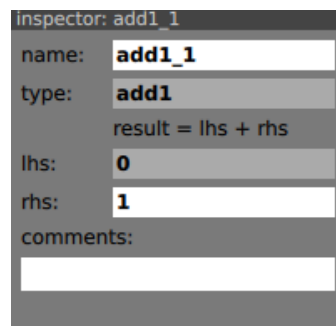 inspector: add1_1
name: add1_1
type: add1
result = lhs + rhs
lhs: 0
rhs: 1
comments: